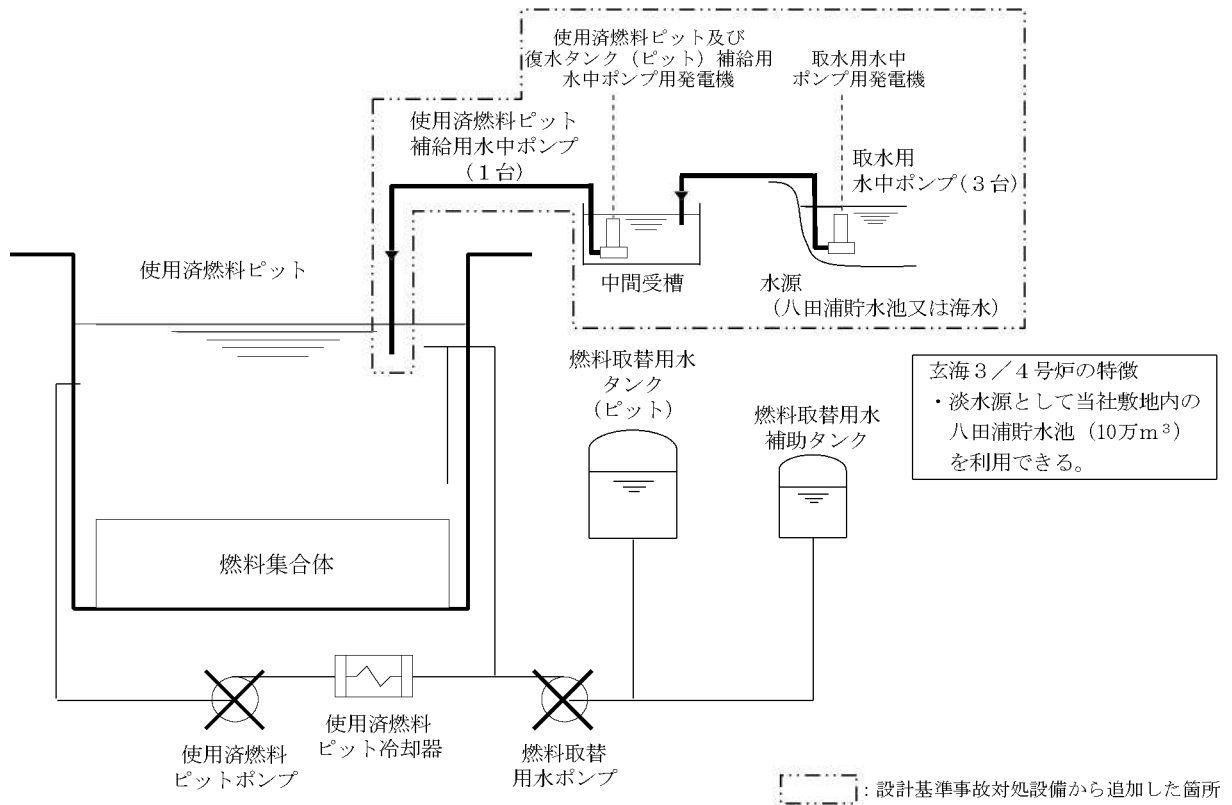 使用済燃料ピット及び
復水タンク（ピット）補給用
水中ポンプ用発電機
取水用水中
ポンプ用発電機
使用済燃料ピット
補給用水中ポンプ
（１台）
取水用
水中ポンプ（３台）
使用済燃料ピット
中間受槽
水源
（八田浦貯水池又は海水）
燃料取替用水
タンク
（ピット）
燃料取替用水
補助タンク
玄海３／４号炉の特徴
・淡水源として当社敷地内の
八田浦貯水池（10万ｍ³）
を利用できる。
燃料集合体
使用済燃料
ピットポンプ
使用済燃料
ピット冷却器
燃料取替
用水ポンプ
：設計基準事故対処設備から追加した箇所